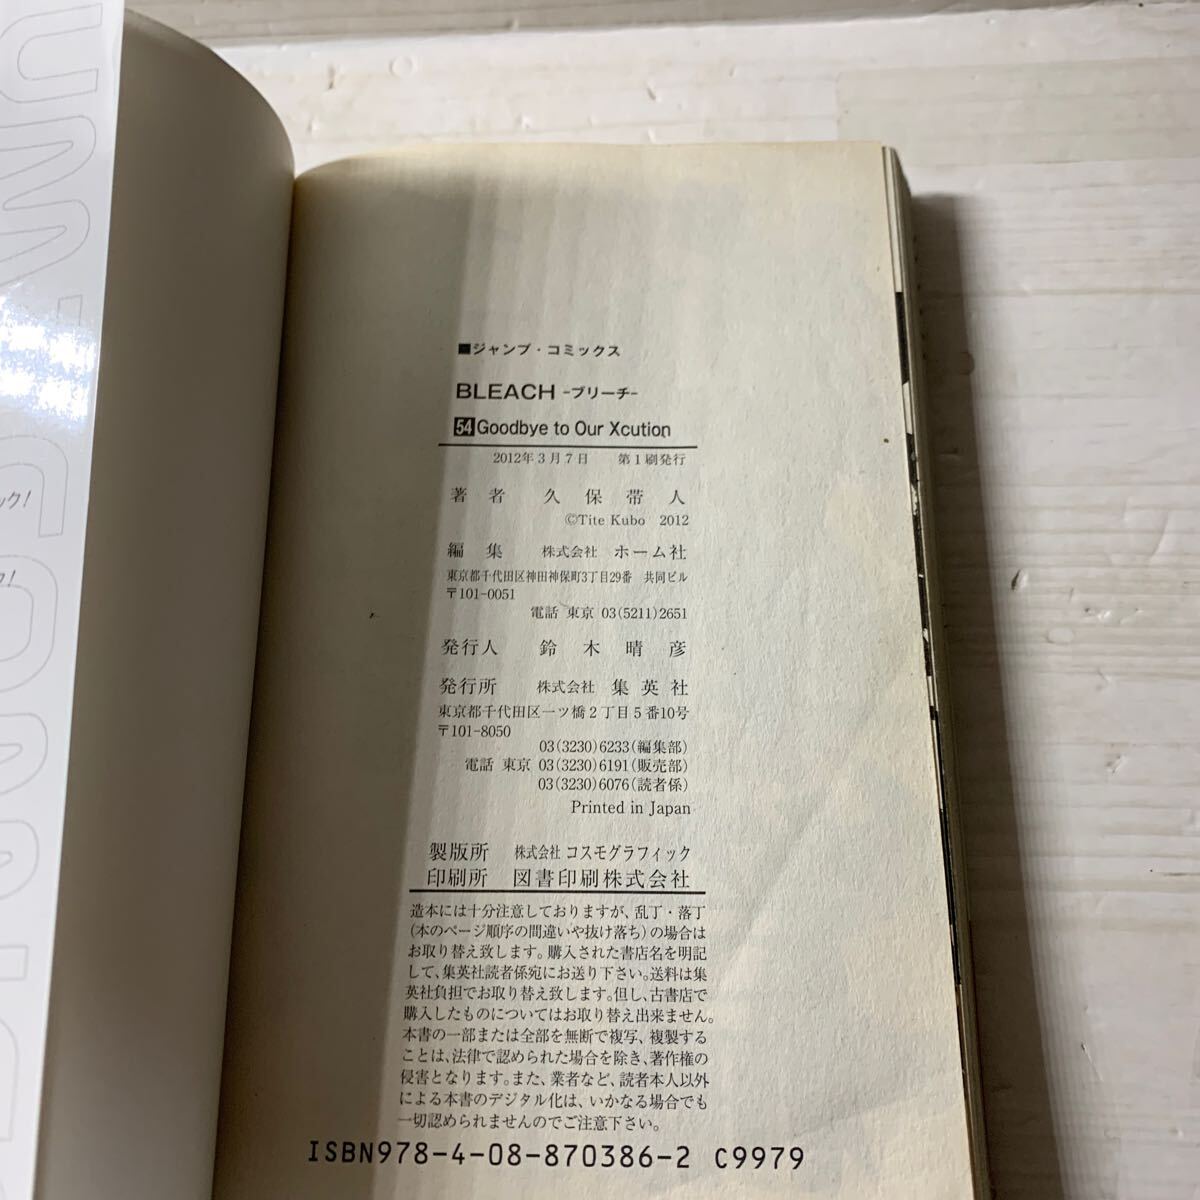 ■ジャンプ・コミックス
BLEACH -ブリーチ-
54 Goodbye to Our Xcution
2012年3月7日 第1刷発行
著者 久保帯人
©Tite Kubo 2012
編集 株式会社 ホーム社
東京都千代田区神田神保町3丁目29番 共同ビル
〒101-0051
電話 東京 03(5211)2651
発行人 鈴木晴彦
発行所 株式会社 集英社
東京都千代田区一ツ橋2丁目5番10号
〒101-8050
03(3230)6233(編集部)
電話 東京 03(3230)6191(販売部)
03(3230)6076(読者係)
Printed in Japan
製版所 株式会社 コスモグラフィック
印刷所 図書印刷株式会社
造本には十分注意しておりますが、乱丁・落丁
(本のページ順序の間違いや抜け落ち)の場合は
お取り替え致します。購入された書店名を明記
して、集英社読者係宛にお送り下さい。送料は集
英社負担でお取り替え致します。但し、古書店で
購入したものについてはお取り替え出来ません。
本書の一部または全部を無断で複写、複製する
ことは、法律で認められた場合を除き、著作権の
侵害となります。また、業者など、読者本人以外
による本書のデジタル化は、いかなる場合でも
一切認められませんのでご注意下さい。
ISBN978-4-08-870386-2 C9979